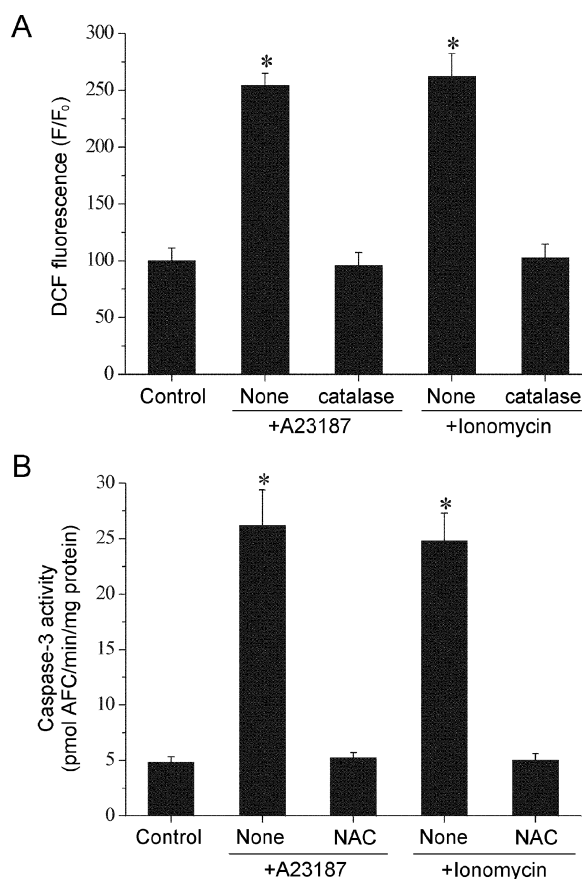 A
DCF fluorescence (F/F₀)
300
250
200
150
100
50
0
*
*
Control
None
catalase
None
catalase
+A23187
+Ionomycin
B
Caspase-3 activity
(pmol AFC/min/mg protein)
30
25
20
15
10
5
0
*
*
Control
None
NAC
None
NAC
+A23187
+Ionomycin